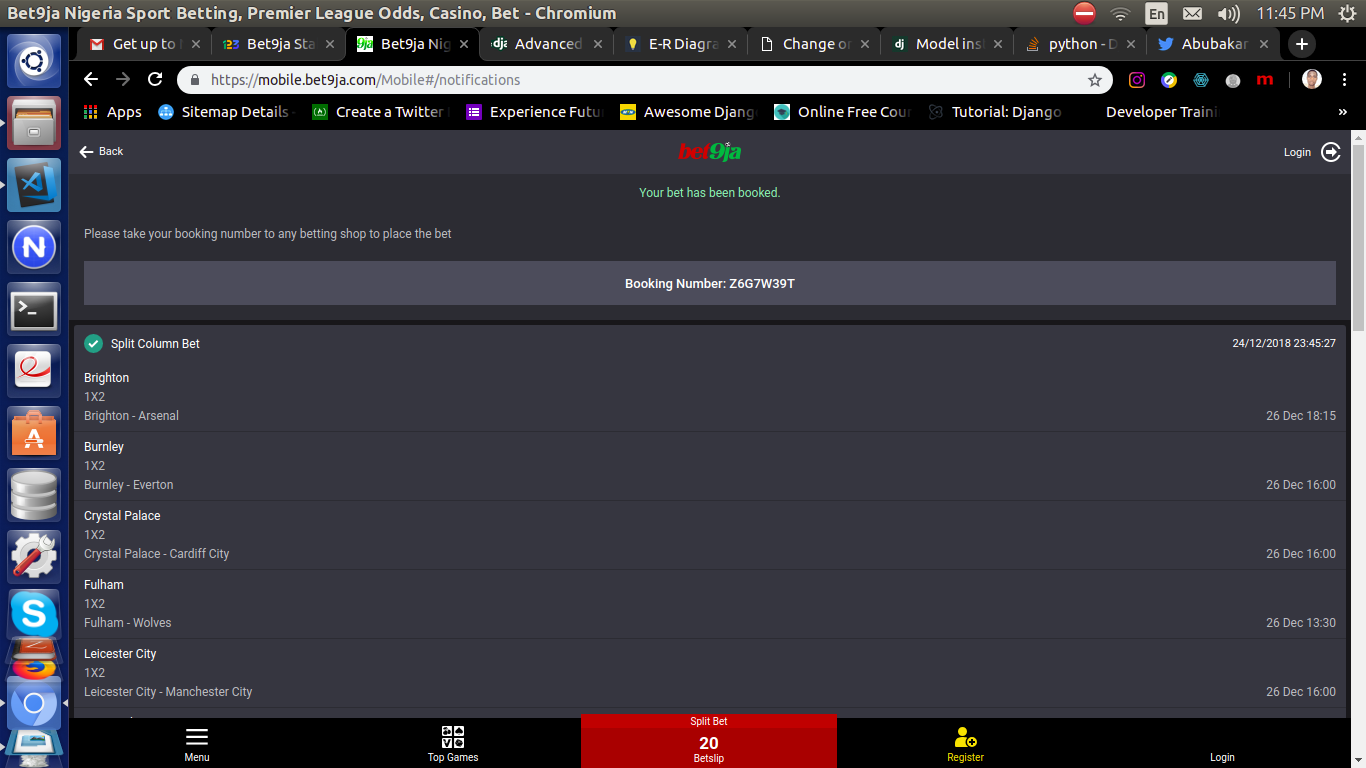 Bet9ja Nigeria Sport Betting, Premier League Odds, Casino, Bet - Chromium
En
11:45 PM
Get up to
Bet9ja Sta
Bet9ja Nig
Advanced
E-R Diagra
Change o
Model ins
python - D
Abubakar
https://mobile.bet9ja.com/Mobile#/notifications
Apps
Sitemap Details
Create a Twitter
Experience Futu
Awesome Djang
Online Free Cour
Tutorial: Django
Developer Traini
»
Back
bet9ja
Login
Your bet has been booked.
Please take your booking number to any betting shop to place the bet
Booking Number: Z6G7W39T
Split Column Bet
24/12/2018 23:45:27
Brighton
1X2
Brighton - Arsenal
26 Dec 18:15
Burnley
1X2
Burnley - Everton
26 Dec 16:00
Crystal Palace
1X2
Crystal Palace - Cardiff City
26 Dec 16:00
Fulham
1X2
Fulham - Wolves
26 Dec 13:30
Leicester City
1X2
Leicester City - Manchester City
26 Dec 16:00
Menu
Top Games
Split Bet
20
Betslip
Register
Login